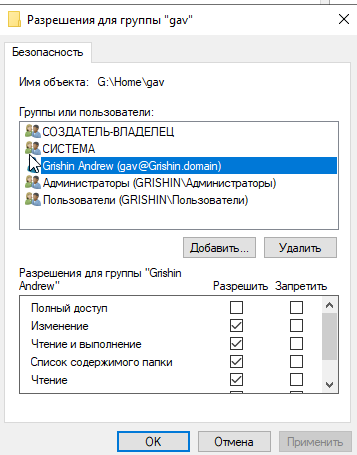 Разрешения для группы "gav"
Безопасность
Имя объекта: G:\Home\gav
Группы или пользователи:
СОЗДАТЕЛЬ-ВЛАДЕЛЕЦ
СИСТЕМА
Grishin Andrew (gav@Grishin.domain)
Администраторы (GRISHIN\Администраторы)
Пользователи (GRISHIN\Пользователи)
Добавить... Удалить
Разрешения для группы "Grishin
Andrew" Разрешить Запретить
Полный доступ
Изменение
Чтение и выполнение
Список содержимого папки
Чтение
OK Отмена Применить